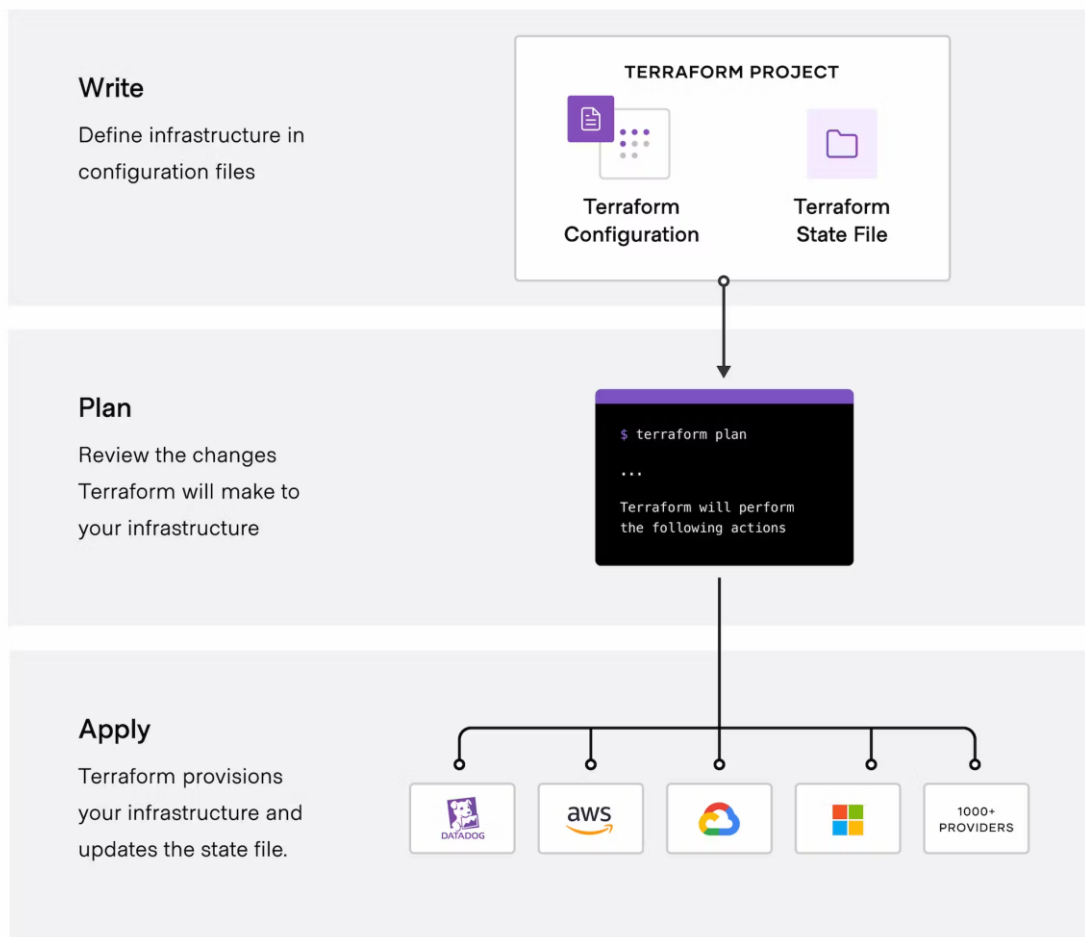 Write
Define infrastructure in
configuration files
TERRAFORM PROJECT
Terraform
Configuration
Terraform
State File
Plan
Review the changes
Terraform will make to
your infrastructure
$ terraform plan
...
Terraform will perform
the following actions
Apply
Terraform provisions
your infrastructure and
updates the state file.
DATADOG
aws
1000+
PROVIDERS